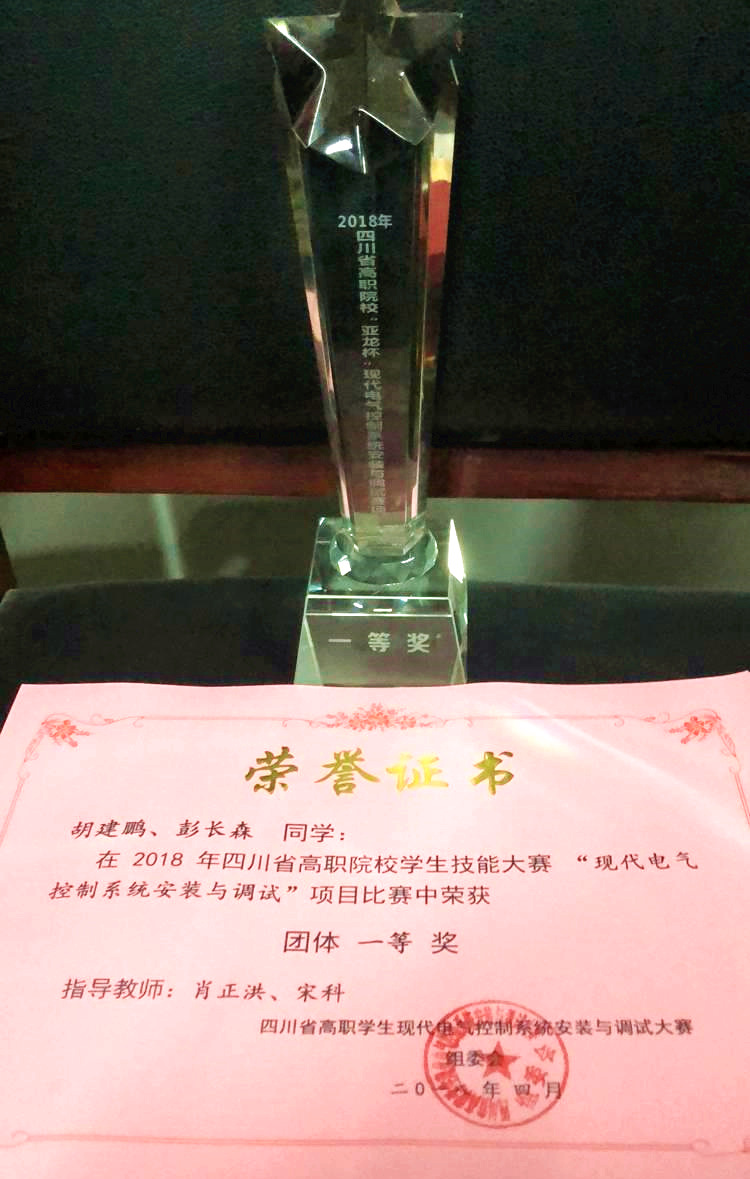 2018年
四川省高职院校“亚龙杯”现代电气控制系统安装与调试赛项
一等奖
荣誉证书
胡建鹏、彭长森 同学：
在 2018 年四川省高职院校学生技能大赛 “现代电气
控制系统安装与调试”项目比赛中荣获
团体 一等 奖
指导教师：肖正洪、宋科
四川省高职学生现代电气控制系统安装与调试大赛
组委会
二0一八年 四 月